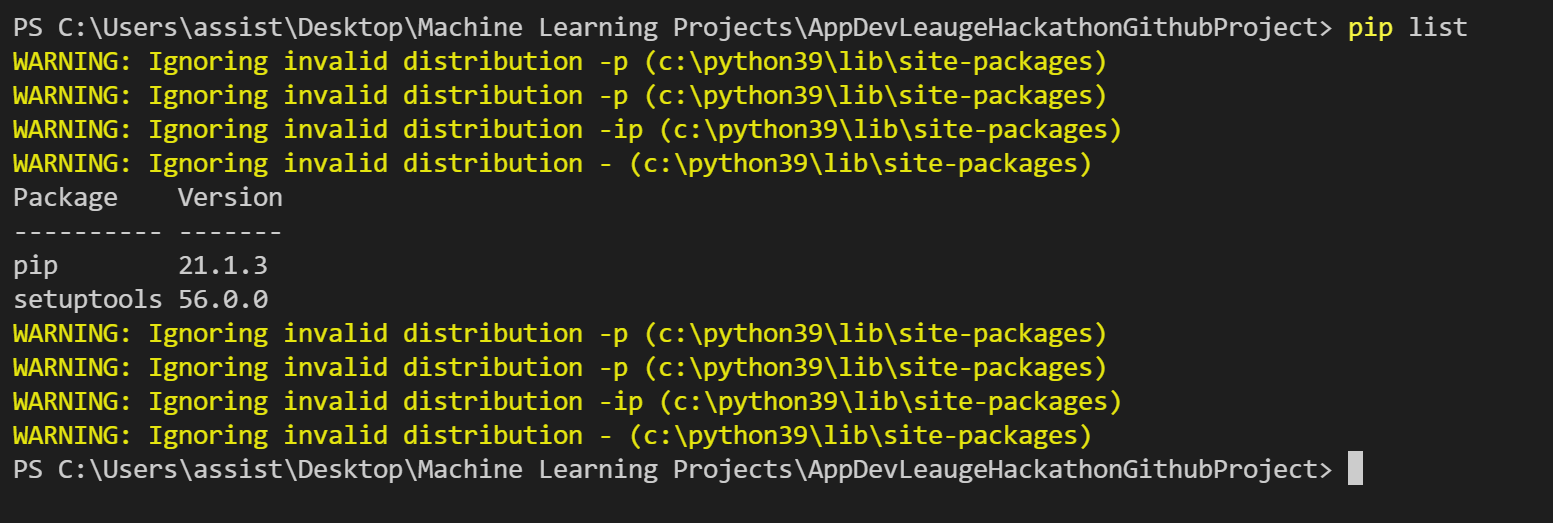 PS C:\Users\assist\Desktop\Machine Learning Projects\AppDevLeaugeHackathonGithubProject> pip list
WARNING: Ignoring invalid distribution -p (c:\python39\lib\site-packages)
WARNING: Ignoring invalid distribution -p (c:\python39\lib\site-packages)
WARNING: Ignoring invalid distribution -ip (c:\python39\lib\site-packages)
WARNING: Ignoring invalid distribution - (c:\python39\lib\site-packages)
Package    Version
---------- -------
pip        21.1.3
setuptools 56.0.0
WARNING: Ignoring invalid distribution -p (c:\python39\lib\site-packages)
WARNING: Ignoring invalid distribution -p (c:\python39\lib\site-packages)
WARNING: Ignoring invalid distribution -ip (c:\python39\lib\site-packages)
WARNING: Ignoring invalid distribution - (c:\python39\lib\site-packages)
PS C:\Users\assist\Desktop\Machine Learning Projects\AppDevLeaugeHackathonGithubProject>